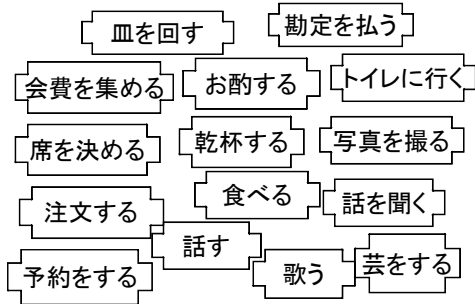 皿を回す
勘定を払う
会費を集める
お酌する
トイレに行く
席を決める
乾杯する
写真を撮る
注文する
食べる
話を聞く
話す
予約をする
歌う
芸をする